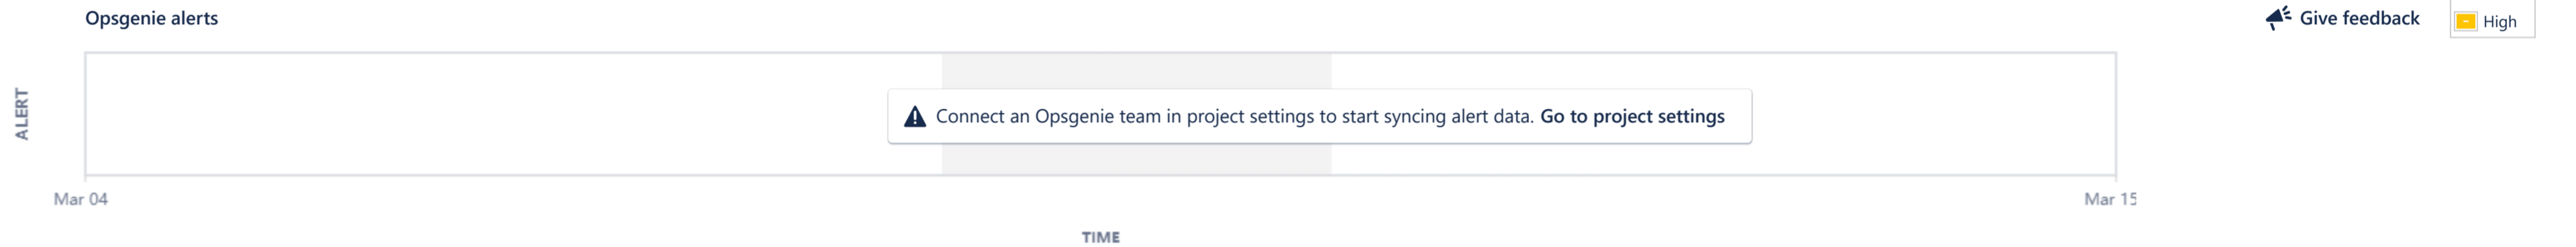 Opsgenie alerts
Give feedback
High
ALERT
Connect an Opsgenie team in project settings to start syncing alert data. Go to project settings
Mar 04
Mar 15
TIME